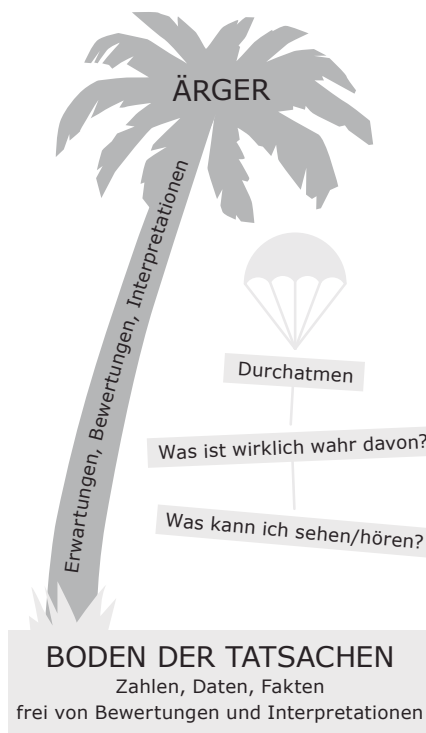 ÄRGER
Erwartungen, Bewertungen, Interpretationen
Durchatmen
Was ist wirklich wahr davon?
Was kann ich sehen/hören?
BODEN DER TATSACHEN
Zahlen, Daten, Fakten
frei von Bewertungen und Interpretationen